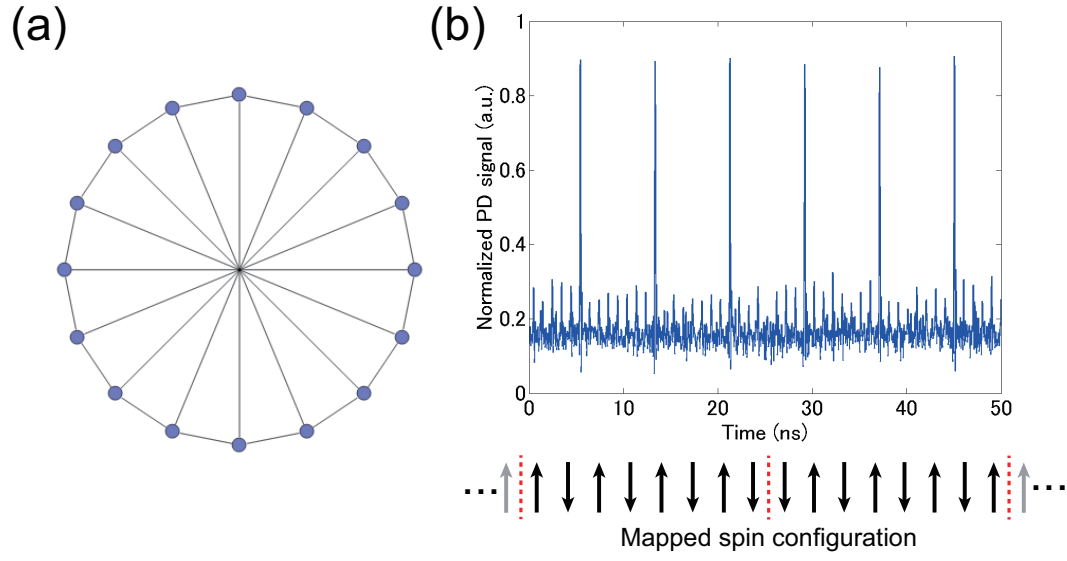 (a)
(b)
Normalized PD signal (a.u.)
1
0.8
0.6
0.4
0.2
0
0 10 20 30 40 50
Time (ns)
... ...
Mapped spin configuration